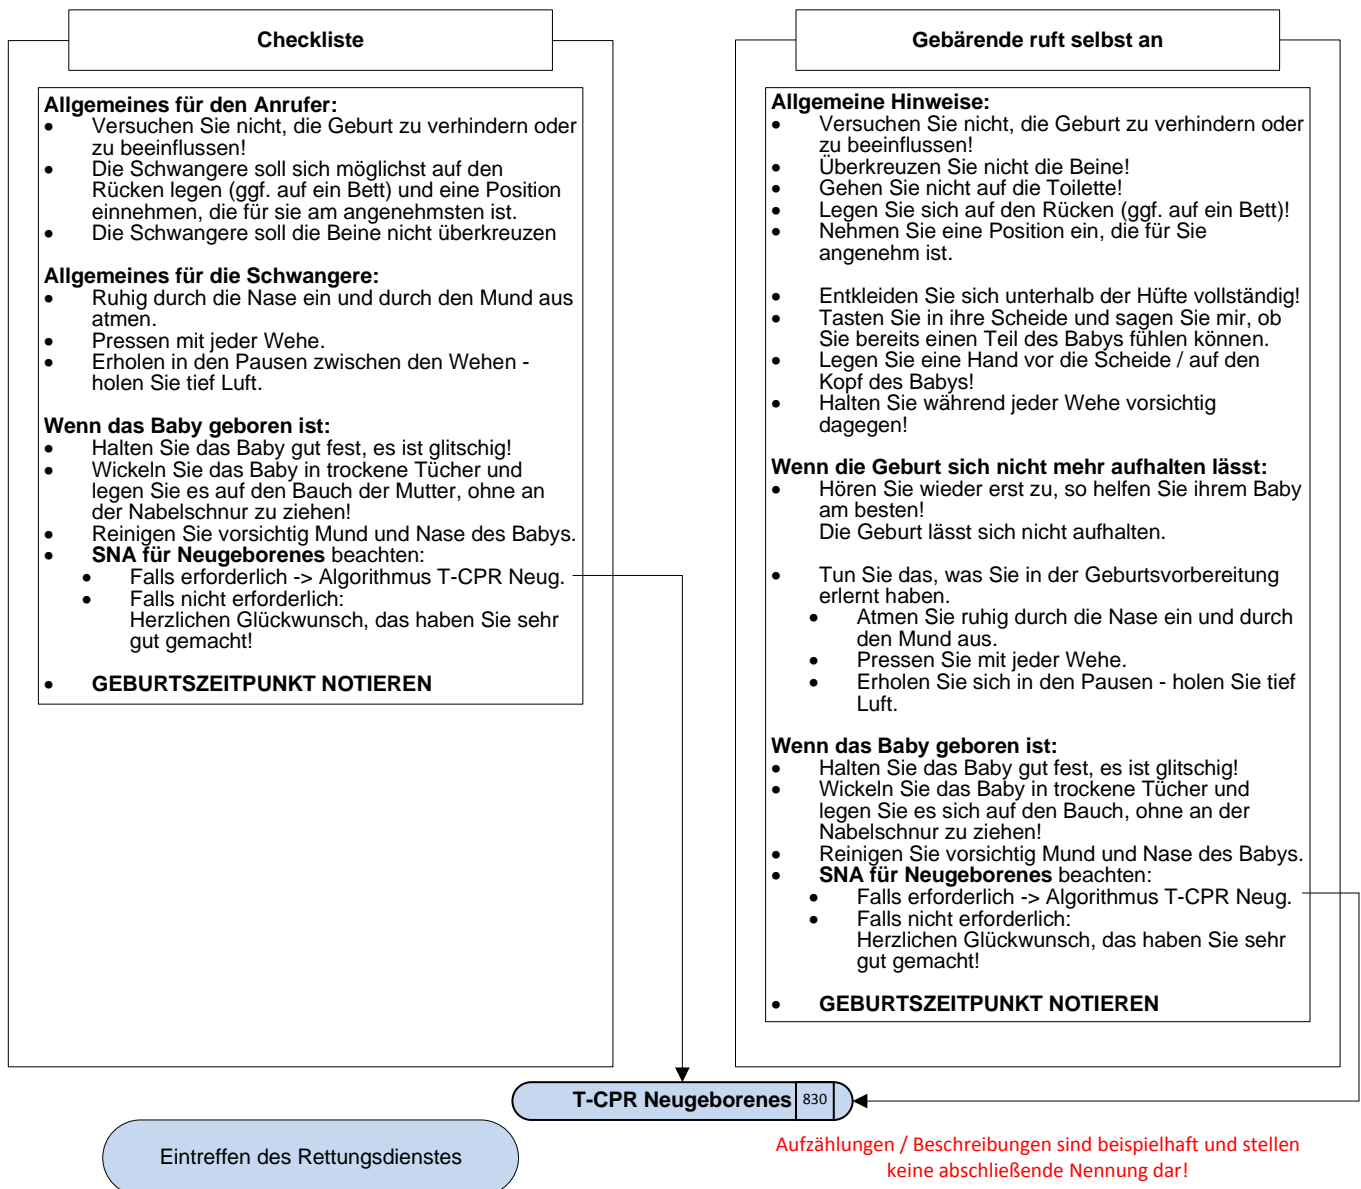 Checkliste
Allgemeines für den Anrufer:
• Versuchen Sie nicht, die Geburt zu verhindern oder
zu beeinflussen!
• Die Schwangere soll sich möglichst auf den
Rücken legen (ggf. auf ein Bett) und eine Position
einnehmen, die für sie am angenehmsten ist.
• Die Schwangere soll die Beine nicht überkreuzen
Allgemeines für die Schwangere:
• Ruhig durch die Nase ein und durch den Mund aus
atmen.
• Pressen mit jeder Wehe.
• Erholen in den Pausen zwischen den Wehen -
holen Sie tief Luft.
Wenn das Baby geboren ist:
• Halten Sie das Baby gut fest, es ist glitschig!
• Wickeln Sie das Baby in trockene Tücher und
legen Sie es auf den Bauch der Mutter, ohne an
der Nabelschnur zu ziehen!
• Reinigen Sie vorsichtig Mund und Nase des Babys.
• SNA für Neugeborenes beachten:
• Falls erforderlich -> Algorithmus T-CPR Neug.
• Falls nicht erforderlich:
Herzlichen Glückwunsch, das haben Sie sehr
gut gemacht!
• GEBURTSZEITPUNKT NOTIEREN
Gebärende ruft selbst an
Allgemeine Hinweise:
• Versuchen Sie nicht, die Geburt zu verhindern oder
zu beeinflussen!
• Überkreuzen Sie nicht die Beine!
• Gehen Sie nicht auf die Toilette!
• Legen Sie sich auf den Rücken (ggf. auf ein Bett)!
• Nehmen Sie eine Position ein, die für Sie
angenehm ist.
• Entkleiden Sie sich unterhalb der Hüfte vollständig!
• Tasten Sie in ihre Scheide und sagen Sie mir, ob
Sie bereits einen Teil des Babys fühlen können.
• Legen Sie eine Hand vor die Scheide / auf den
Kopf des Babys!
• Halten Sie während jeder Wehe vorsichtig
dagegen!
Wenn die Geburt sich nicht mehr aufhalten lässt:
• Hören Sie wieder erst zu, so helfen Sie ihrem Baby
am besten!
Die Geburt lässt sich nicht aufhalten.
• Tun Sie das, was Sie in der Geburtsvorbereitung
erlernt haben.
• Atmen Sie ruhig durch die Nase ein und durch
den Mund aus.
• Pressen Sie mit jeder Wehe.
• Erholen Sie sich in den Pausen - holen Sie tief
Luft.
Wenn das Baby geboren ist:
• Halten Sie das Baby gut fest, es ist glitschig!
• Wickeln Sie das Baby in trockene Tücher und
legen Sie es sich auf den Bauch, ohne an der
Nabelschnur zu ziehen!
• Reinigen Sie vorsichtig Mund und Nase des Babys.
• SNA für Neugeborenes beachten:
• Falls erforderlich -> Algorithmus T-CPR Neug.
• Falls nicht erforderlich:
Herzlichen Glückwunsch, das haben Sie sehr
gut gemacht!
• GEBURTSZEITPUNKT NOTIEREN
T-CPR Neugeborenes 830
Eintreffen des Rettungsdienstes
Aufzählungen / Beschreibungen sind beispielhaft und stellen
keine abschließende Nennung dar!